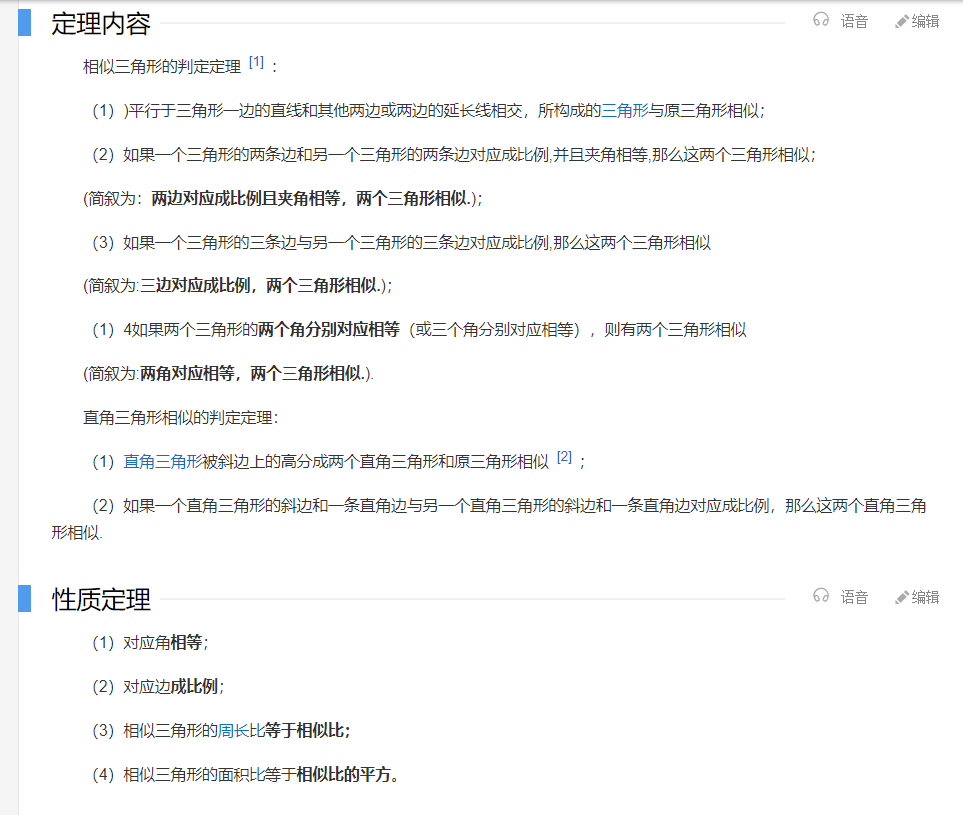 定理内容 语音 编辑
相似三角形的判定定理 [1] ：
（1）)平行于三角形一边的直线和其他两边或两边的延长线相交，所构成的三角形与原三角形相似；
（2）如果一个三角形的两条边和另一个三角形的两条边对应成比例,并且夹角相等,那么这两个三角形相似；
(简叙为：两边对应成比例且夹角相等，两个三角形相似.)；
（3）如果一个三角形的三条边与另一个三角形的三条边对应成比例,那么这两个三角形相似
(简叙为:三边对应成比例，两个三角形相似.)；
（1）4如果两个三角形的两个角分别对应相等（或三个角分别对应相等），则有两个三角形相似
(简叙为:两角对应相等，两个三角形相似.).
直角三角形相似的判定定理：
（1）直角三角形被斜边上的高分成两个直角三角形和原三角形相似 [2] ；
（2）如果一个直角三角形的斜边和一条直角边与另一个直角三角形的斜边和一条直角边对应成比例，那么这两个直角三角
形相似.
性质定理 语音 编辑
（1）对应角相等；
（2）对应边成比例；
（3）相似三角形的周长比等于相似比；
（4）相似三角形的面积比等于相似比的平方。